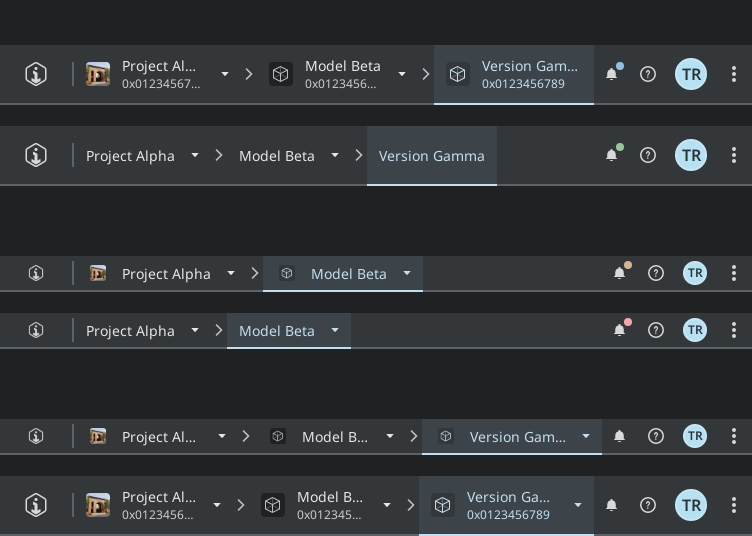 Project Al... Model Beta Version Gam... TR
0x01234567... 0x0123456... 0x0123456789
Project Alpha Model Beta Version Gamma TR
Project Alpha Model Beta TR
Project Alpha Model Beta TR
Project Al... Model B... Version Gam... TR
Project Al... Model B... Version Ga... TR
0x0123456... 0x012345... 0x0123456789